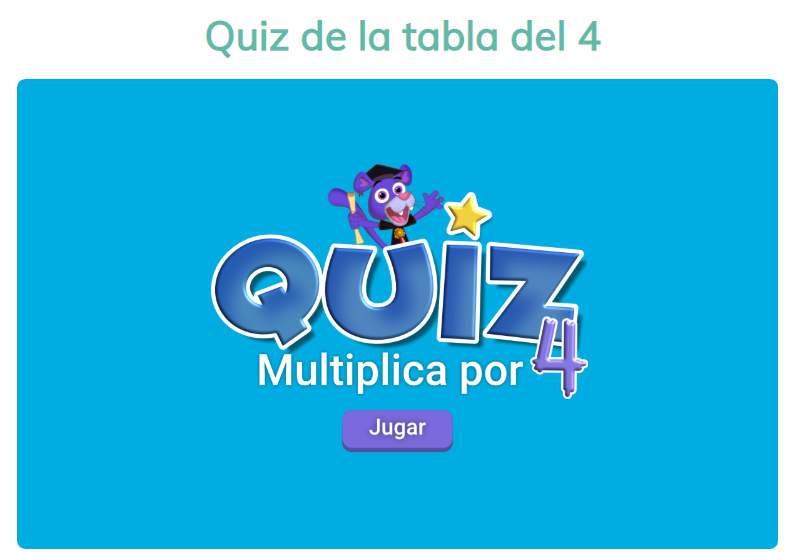 Quiz de la tabla del 4
QUIZ
Multiplica por 4
Jugar